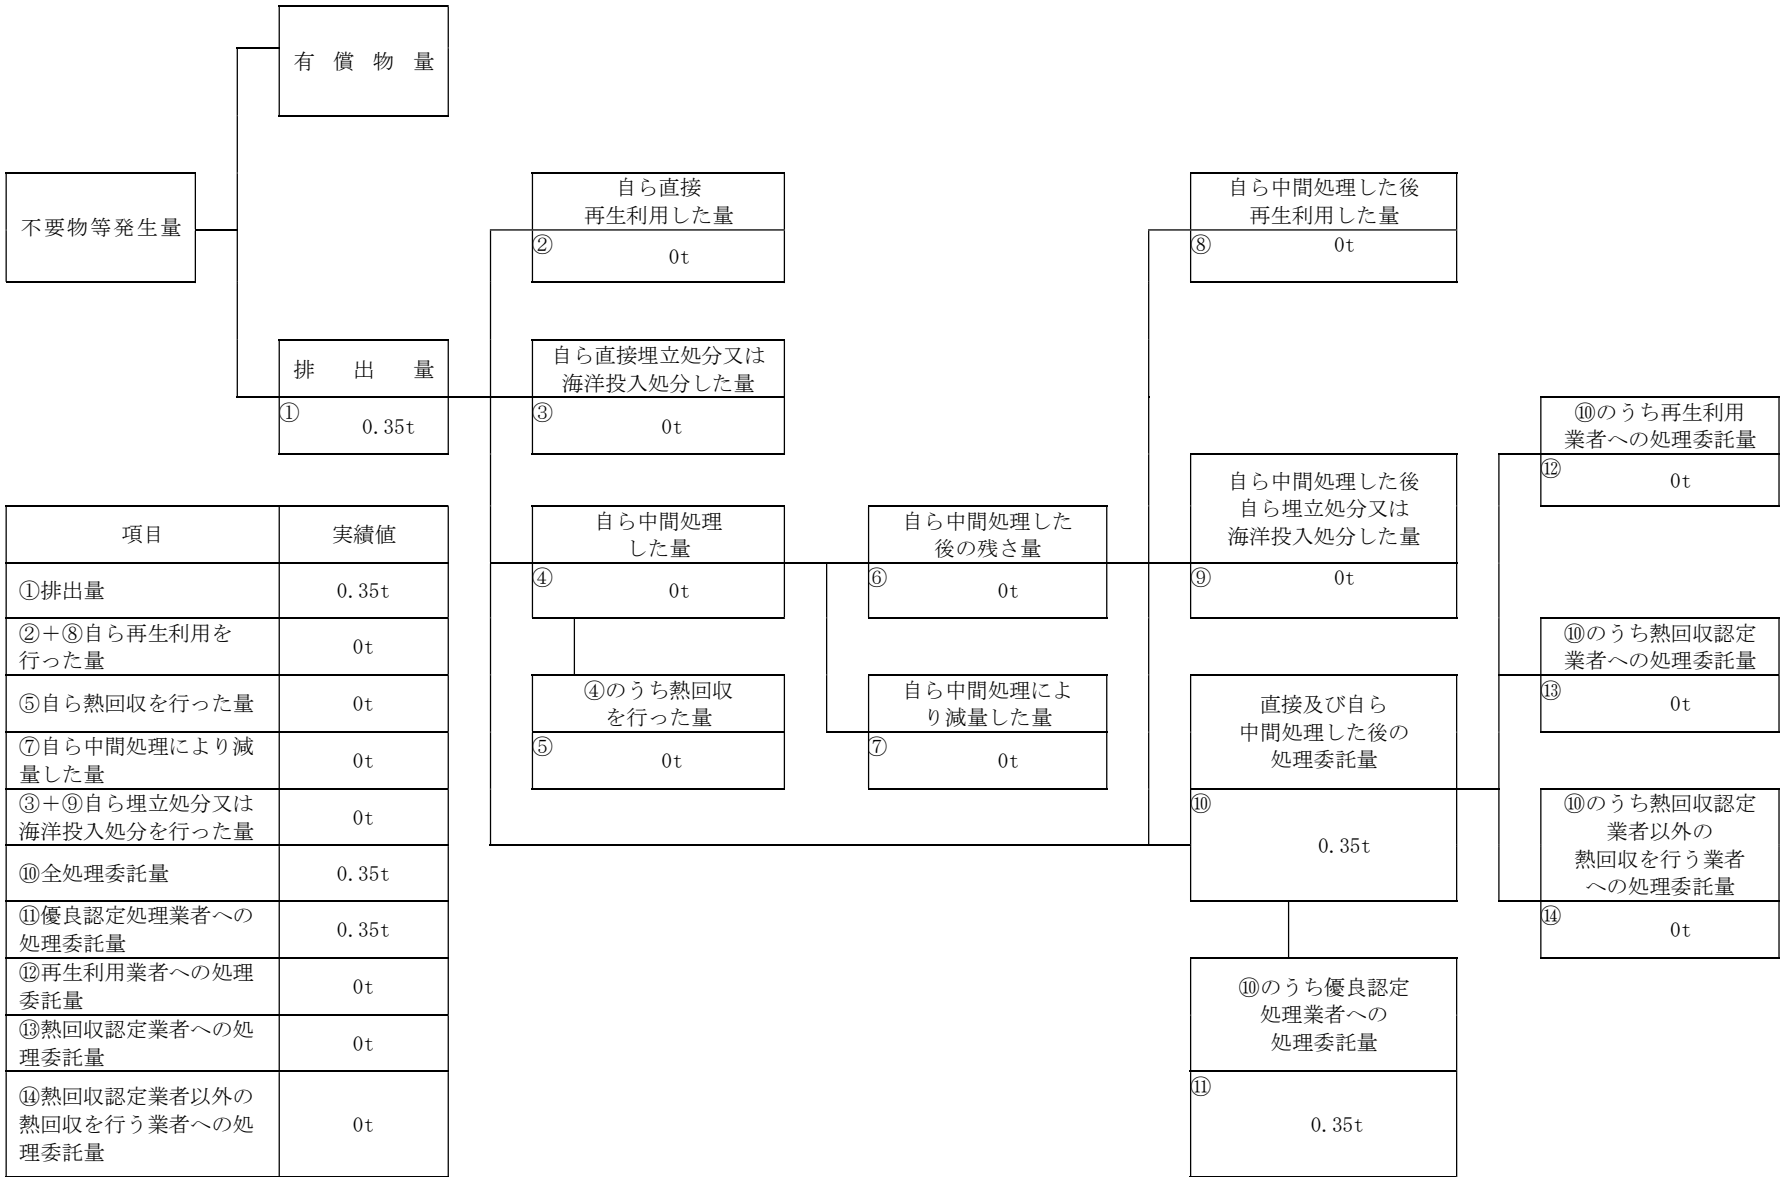 有償物量
不要物等発生量
自ら直接
再生利用した量
②
0t
自ら中間処理した後
再生利用した量
⑧
0t
排出量
①
0.35t
自ら直接埋立処分又は
海洋投入処分した量
③
0t
⑩のうち再生利用
業者への処理委託量
⑫
0t
自ら中間処理
した量
④
0t
自ら中間処理した
後の残さ量
⑥
0t
自ら中間処理した後
自ら埋立処分又は
海洋投入処分した量
⑨
0t
⑩のうち熱回収認定
業者への処理委託量
⑬
0t
④のうち熱回収
を行った量
⑤
0t
自ら中間処理によ
り減量した量
⑦
0t
直接及び自ら
中間処理した後の
処理委託量
⑩
0.35t
⑩のうち熱回収認定
業者以外の
熱回収を行う業者
への処理委託量
⑭
0t
⑩のうち優良認定
処理業者への
処理委託量
⑪
0.35t
項目 実績値
①排出量 0.35t
②＋⑧自ら再生利用を
行った量 0t
⑤自ら熱回収を行った量 0t
⑦自ら中間処理により減
量した量 0t
③＋⑨自ら埋立処分又は
海洋投入処分を行った量 0t
⑩全処理委託量 0.35t
⑪優良認定処理業者への
処理委託量 0.35t
⑫再生利用業者への処理
委託量 0t
⑬熱回収認定業者への処
理委託量 0t
⑭熱回収認定業者以外の
熱回収を行う業者への処 0t
理委託量